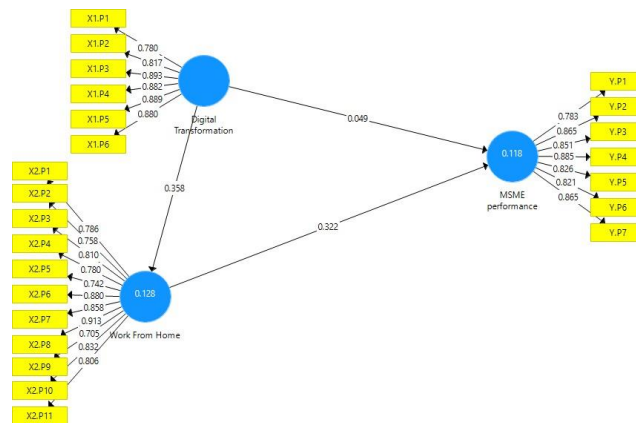 X1.P1
X1.P2
X1.P3
X1.P4
X1.P5
X1.P6
0.780
0.817
0.893
0.882
0.889
0.880
Digital
Transformation
0.049
0.358
0.322
X2.P1
X2.P2
X2.P3
X2.P4
X2.P5
X2.P6
X2.P7
X2.P8
X2.P9
X2.P10
X2.P11
0.786
0.758
0.810
0.780
0.742
0.880
0.858
0.913
0.705
0.832
0.806
0.128
Work From Home
0.118
MSME
performance
0.783
0.865
0.851
0.885
0.826
0.821
0.865
Y.P1
Y.P2
Y.P3
Y.P4
Y.P5
Y.P6
Y.P7